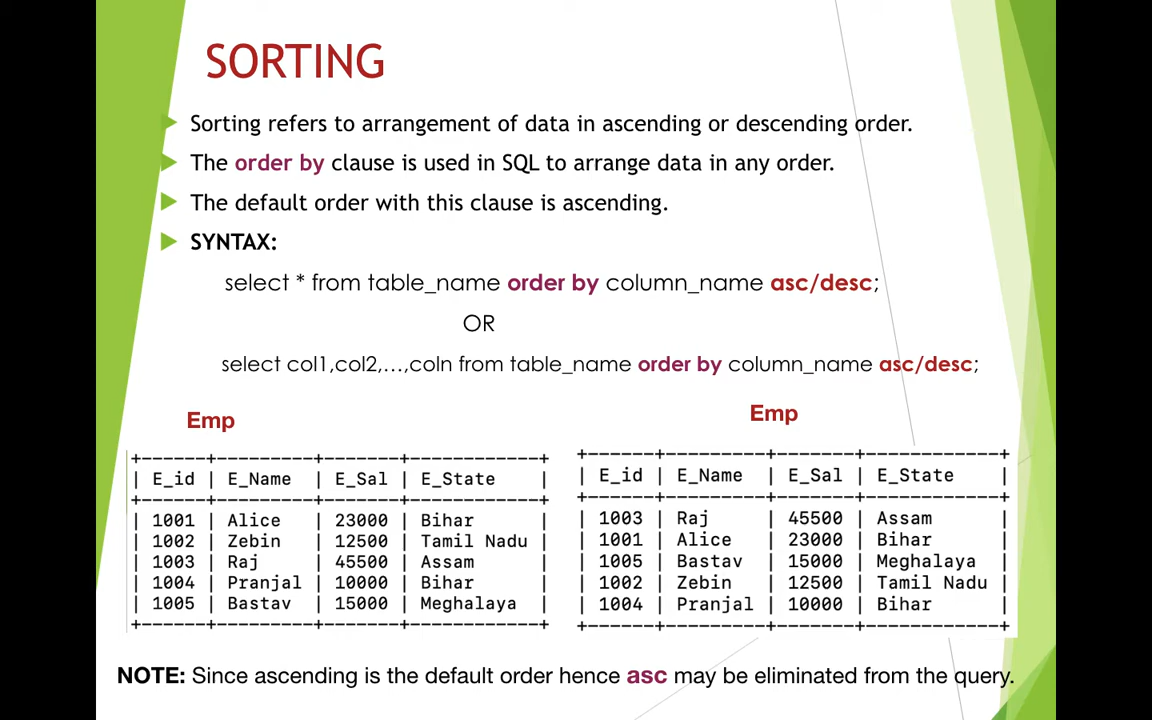 SORTING
Sorting refers to arrangement of data in ascending or descending order.
The order by clause is used in SQL to arrange data in any order.
The default order with this clause is ascending.
SYNTAX:
select * from table_name order by column_name asc/desc;
OR
select col1,col2,...,coln from table_name order by column_name asc/desc;
Emp
+------+---------+-------+------------+
| E_id | E_Name | E_Sal | E_State |
+------+---------+-------+------------+
| 1001 | Alice | 23000 | Bihar |
| 1002 | Zebin | 12500 | Tamil Nadu |
| 1003 | Raj | 45500 | Assam |
| 1004 | Pranjal | 10000 | Bihar |
| 1005 | Bastav | 15000 | Meghalaya |
+------+---------+-------+------------+
Emp
+------+---------+-------+------------+
| E_id | E_Name | E_Sal | E_State |
+------+---------+-------+------------+
| 1003 | Raj | 45500 | Assam |
| 1001 | Alice | 23000 | Bihar |
| 1005 | Bastav | 15000 | Meghalaya |
| 1002 | Zebin | 12500 | Tamil Nadu |
| 1004 | Pranjal | 10000 | Bihar |
+------+---------+-------+------------+
NOTE: Since ascending is the default order hence asc may be eliminated from the query.